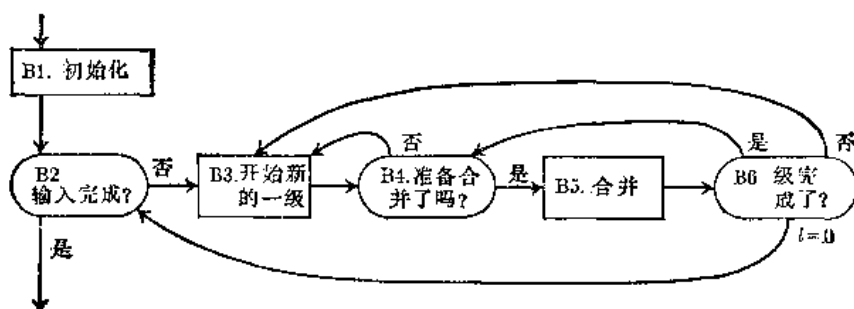 B1. 初始化
B2
输入完成?
否
是
B3.开始新
的一级
否
B4.准备合
并了吗?
是
B5. 合并
是
否
B6 级完
成了?
l=0